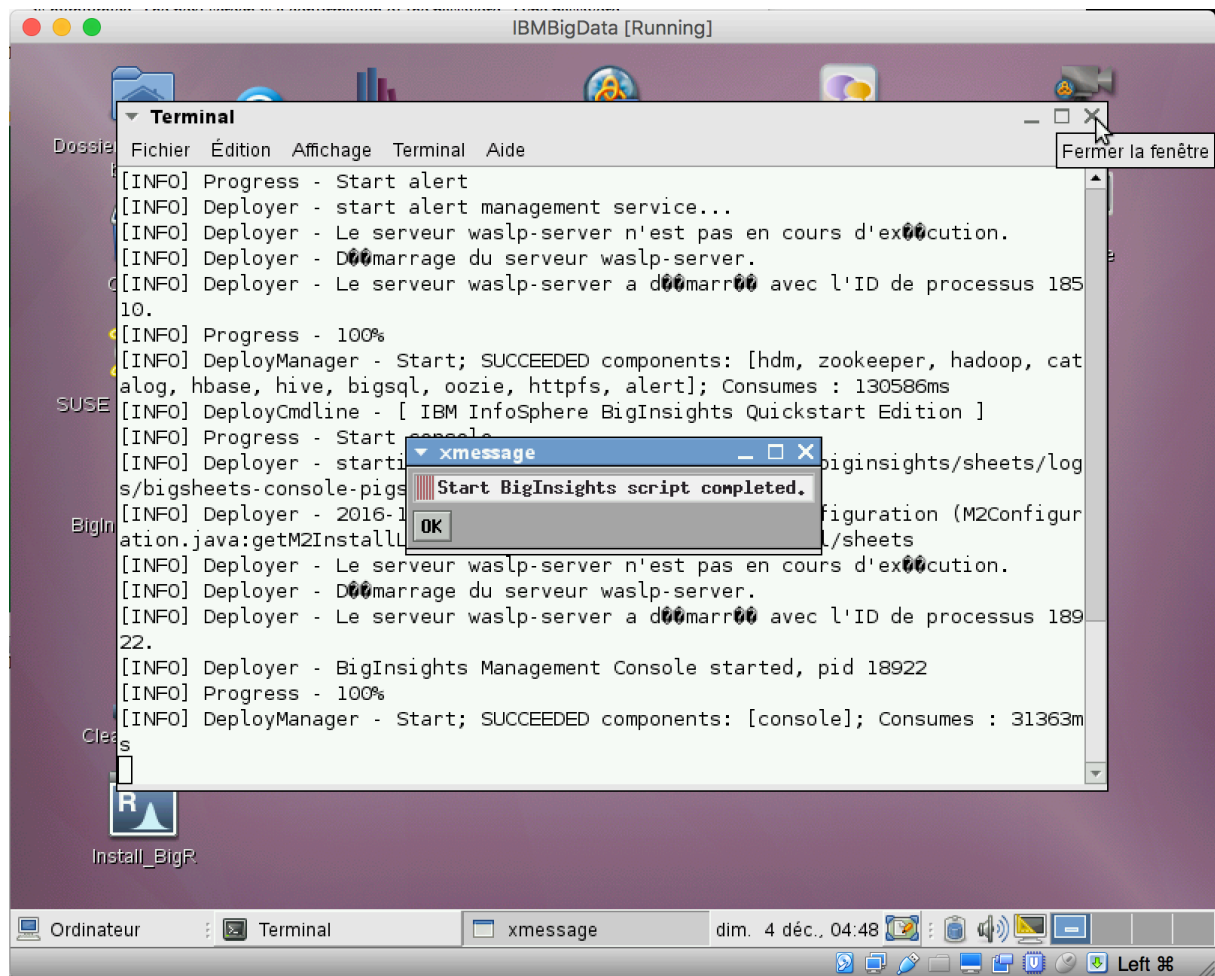 IBMBigData [Running]
Terminal
Fichier Édition Affichage Terminal Aide
Fermer la fenêtre
Dossie
[INFO] Progress - Start alert
[INFO] Deployer - start alert management service...
[INFO] Deployer - Le serveur waslp-server n'est pas en cours d'ex��cution.
[INFO] Deployer - D��marrage du serveur waslp-server.
[INFO] Deployer - Le serveur waslp-server a d��marr�� avec l'ID de processus 185
10.
[INFO] Progress - 100%
[INFO] DeployManager - Start; SUCCEEDED components: [hdm, zookeeper, hadoop, cat
alog, hbase, hive, bigsql, oozie, httpfs, alert]; Consumes : 130586ms
SUSE
[INFO] DeployCmdline - [ IBM InfoSphere BigInsights Quickstart Edition ]
[INFO] Progress - Start console
xmessage
[INFO] Deployer - starti biginsights/sheets/log
s/bigsheets-console-pigs
Start BigInsights script completed.
BigIn
[INFO] Deployer - 2016-1 figuration (M2Configur
OK
ation.java:getM2InstallL l/sheets
[INFO] Deployer - Le serveur waslp-server n'est pas en cours d'ex��cution.
[INFO] Deployer - D��marrage du serveur waslp-server.
[INFO] Deployer - Le serveur waslp-server a d��marr�� avec l'ID de processus 189
22.
[INFO] Deployer - BigInsights Management Console started, pid 18922
[INFO] Progress - 100%
[INFO] DeployManager - Start; SUCCEEDED components: [console]; Consumes : 31363m
s
Clea
R
Install_BigR
Ordinateur Terminal xmessage dim. 4 déc., 04:48
Left ⌘